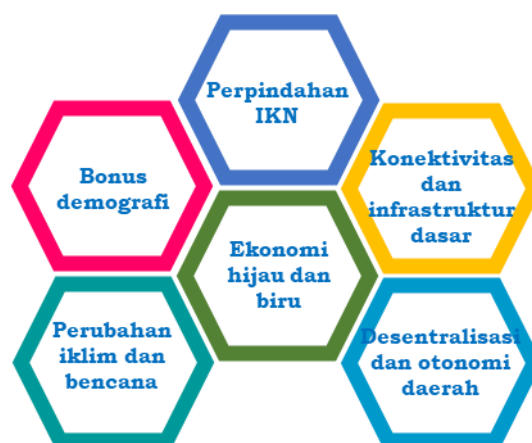 Perpindahan
IKN
Bonus
demografi
Konektivitas
dan
infrastruktur
dasar
Ekonomi
hijau dan
biru
Perubahan
iklim dan
bencana
Desentralisasi
dan otonomi
daerah